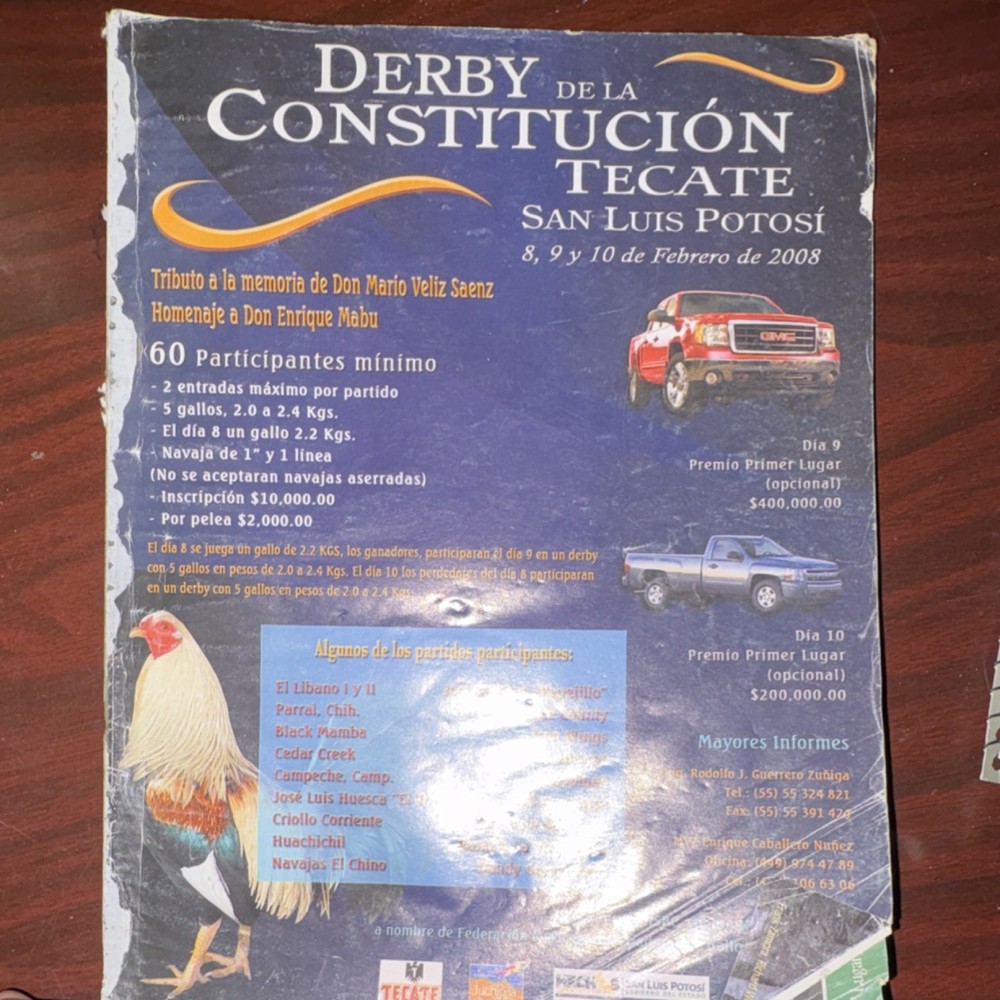 DERBY DE LA
CONSTITUCIÓN
TECATE
SAN LUIS POTOSÍ
8, 9 y 10 de Febrero de 2008
Tributo a la memoria de Don Mario Veliz Saenz
Homenaje a Don Enrique Mabu
60 Participantes mínimo
- 2 entradas máximo por partido
- 5 gallos, 2.0 a 2.4 Kgs.
- El día 8 un gallo 2.2 Kgs.
- Navaja de 1" y 1 linea
(No se aceptaran navajas aserradas)
- Inscripción $10,000.00
- Por pelea $2,000.00
El día 8 se juega un gallo de 2.2 KGS, los ganadores, participaran el día 9 en un derby
con 5 gallos en pesos de 2.0 a 2.4 Kgs. El día 10 los perdedores del día 8 participaran
en un derby con 5 gallos en pesos de 2.0 a 2.4 Kgs.
GMC
Día 9
Premio Primer Lugar
(opcional)
$400,000.00
Día 10
Premio Primer Lugar
(opcional)
$200,000.00
Algunos de los partidos participantes:
El Libano I y II
Parral, Chih.
Black Mamba
Cedar Creek
Campeche, Camp.
José Luis Huesca
Criollo Corriente
Huachichil
Navajas El Chino
Mayores Informes
Rodolfo J. Guerrero Zuñiga
Tel.: (55) 55 324 821
Fax: (55) 55 391 424
Enrique Caballero Nuñez
Oficina: (444) 974 47 89
06 63 06
a nombre de Federación
TECATE
SAN LUIS POTOSÍ